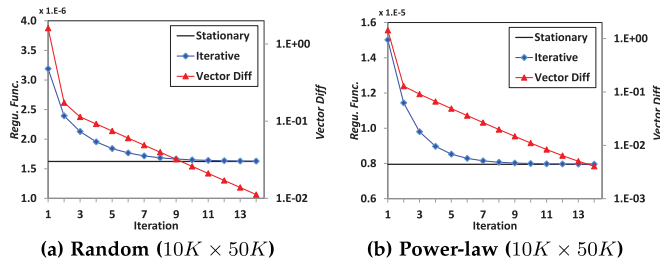 x 1.E-6
4.0
3.5
3.0
2.5
2.0
1.5
1.0
Regu. Func.
Stationary
Iterative
Vector Diff
1.E+00
1.E-01
1.E-02
Vector Diff
1 3 5 7 9 11 13
Iteration
(a) Random (10K × 50K)
x 1.E-5
1.6
1.4
1.2
1.0
0.8
0.6
Regu. Func.
Stationary
Iterative
Vector Diff
1.E+00
1.E-01
1.E-02
1.E-03
Vector Diff
1 3 5 7 9 11 13
Iteration
(b) Power-law (10K × 50K)